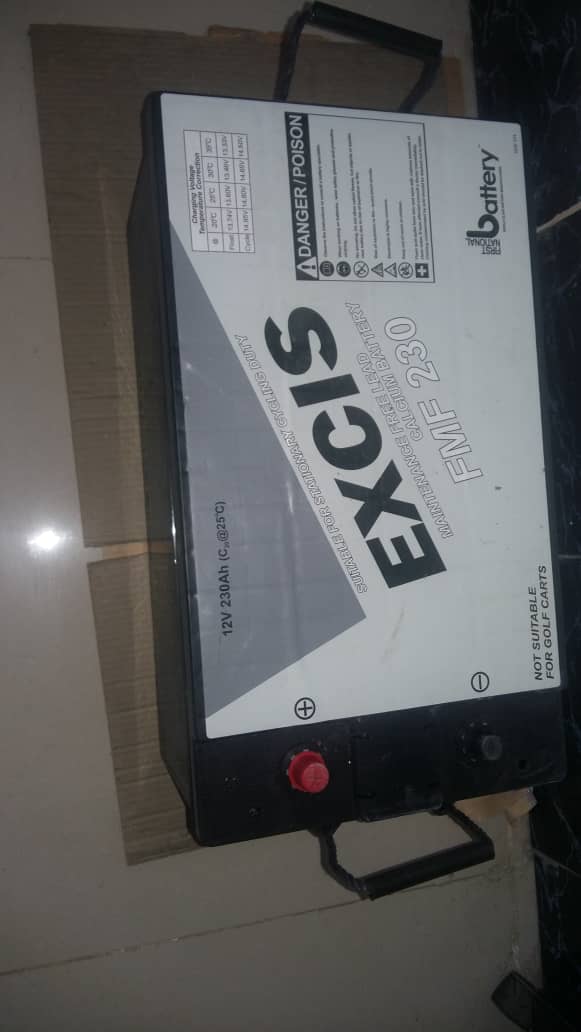 Charging Voltage
Temperature Correction
⊕ 20°C 25°C 30°C 35°C
Float 13.74V 13.60V 13.46V 13.33V
Cycle 14.95V 14.80V 14.65V 14.50V
DANGER/POISON
FIRST
NATIONAL
battery
SUITABLE FOR STATIONARY CYCLING DUTY
EXCIS
MAINTENANCE FREE LEAD
CALCIUM BATTERY
FMF 230
12V 230Ah (C20@25°C)
NOT SUITABLE
FOR GOLF CARTS
+
−